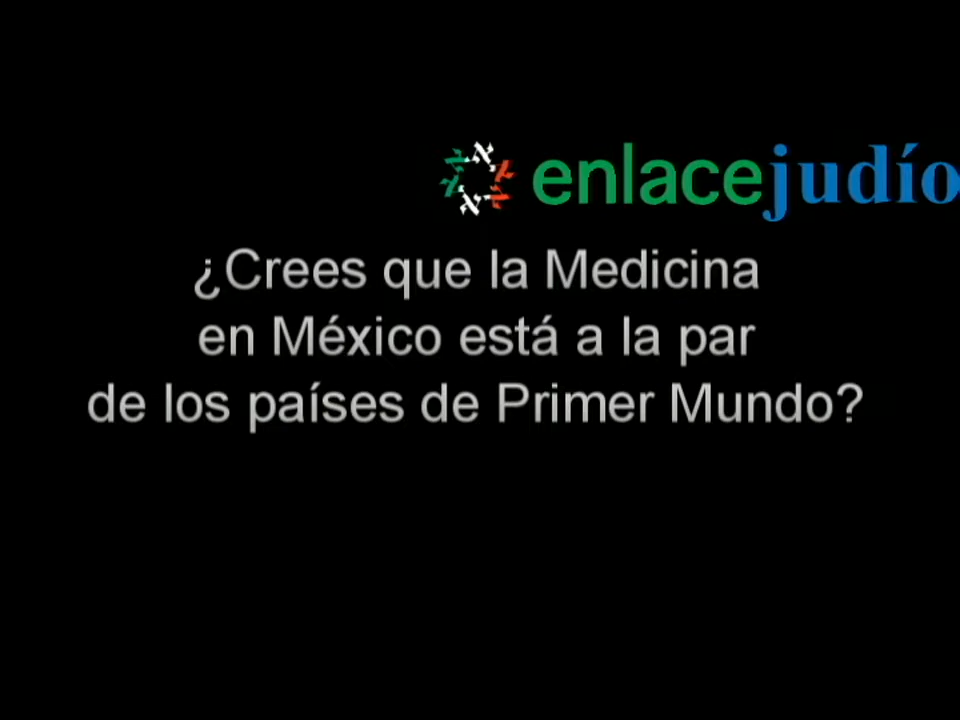 enlacejudío
¿Crees que la Medicina
en México está a la par
de los países de Primer Mundo?